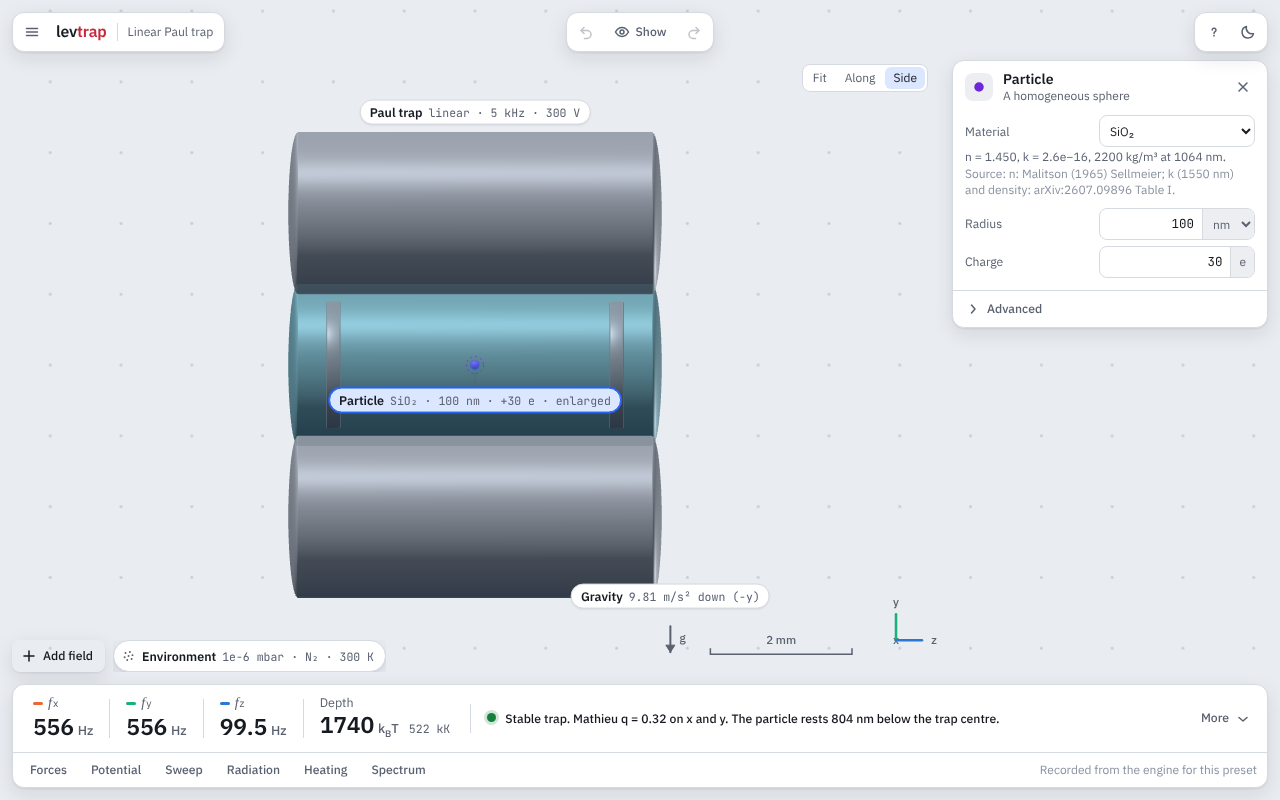 levtrap
Linear Paul trap
Show
?
Fit Along Side
Particle
A homogeneous sphere
Material SiO₂
n = 1.450, k = 2.6e−16, 2200 kg/m³ at 1064 nm.
Source: n: Malitson (1965) Sellmeier; k (1550 nm)
and density: arXiv:2607.09896 Table I.
Radius 100 nm
Charge 30 e
Advanced
Paul trap linear · 5 kHz · 300 V
Particle SiO₂ · 100 nm · +30 e · enlarged
Gravity 9.81 m/s² down (-y)
g
2 mm
y
x z
Add field
Environment 1e-6 mbar · N₂ · 300 K
fx
556 Hz
fy
556 Hz
fz
99.5 Hz
Depth
1740 kBT 522 kK
Stable trap. Mathieu q = 0.32 on x and y. The particle rests 804 nm below the trap centre.
More
Forces Potential Sweep Radiation Heating Spectrum
Recorded from the engine for this preset